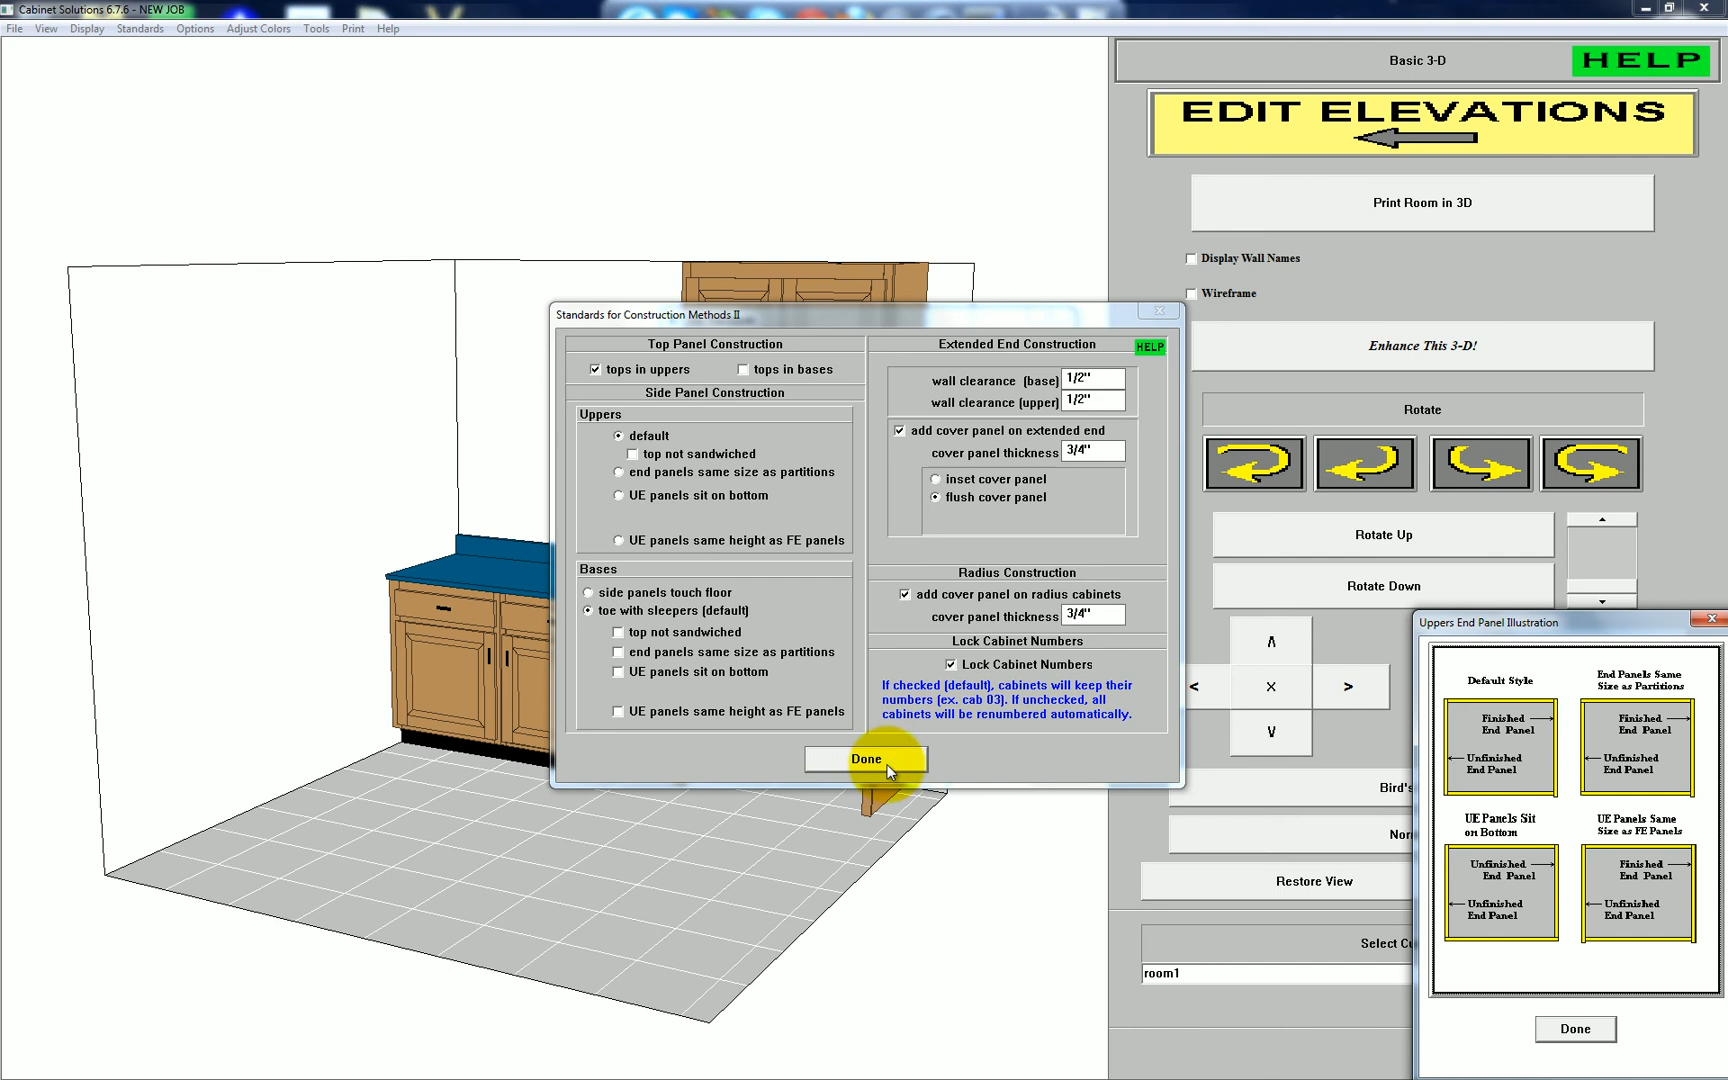 Cabinet Solutions 6.7.6 - NEW JOB
File View Display Standards Options Adjust Colors Tools Print Help
Basic 3-D
HELP
EDIT ELEVATIONS
Print Room in 3D
Display Wall Names
Wireframe
Enhance This 3-D!
Rotate
Rotate Up
Rotate Down
Λ
< X >
V
Bird's
Nor
Restore View
Select Cu
room1
Standards for Construction Methods II
Top Panel Construction
tops in uppers tops in bases
Side Panel Construction
Uppers
default
top not sandwiched
end panels same size as partitions
UE panels sit on bottom
UE panels same height as FE panels
Bases
side panels touch floor
toe with sleepers (default)
top not sandwiched
end panels same size as partitions
UE panels sit on bottom
UE panels same height as FE panels
Extended End Construction
HELP
wall clearance (base) 1/2"
wall clearance (upper) 1/2"
add cover panel on extended end
cover panel thickness 3/4"
inset cover panel
flush cover panel
Radius Construction
add cover panel on radius cabinets
cover panel thickness 3/4"
Lock Cabinet Numbers
Lock Cabinet Numbers
If checked (default), cabinets will keep their
numbers (ex. cab 03). If unchecked, all
cabinets will be renumbered automatically.
Done
Uppers End Panel Illustration
Default Style
Finished
End Panel
Unfinished
End Panel
End Panels Same
Size as Partitions
Finished
End Panel
Unfinished
End Panel
UE Panels Sit
on Bottom
Unfinished
End Panel
Unfinished
End Panel
UE Panels Same
Size as FE Panels
Finished
End Panel
Unfinished
End Panel
Done